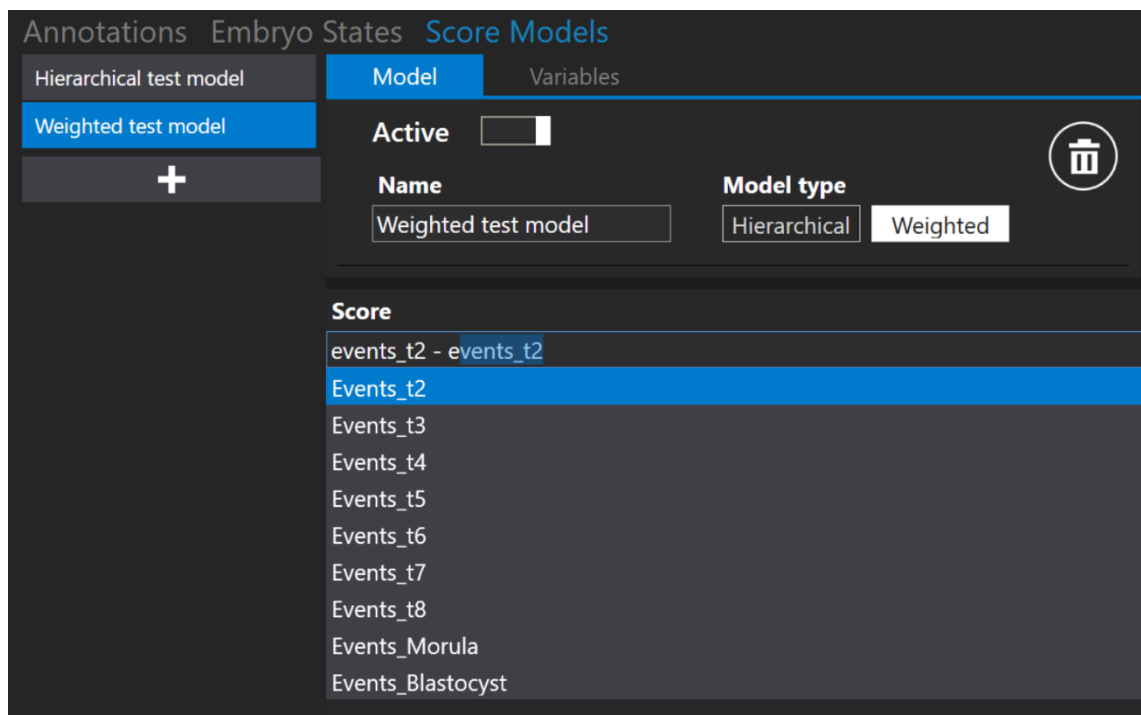 Annotations Embryo States Score Models
Hierarchical test model
Weighted test model
Model Variables
Active
Name Model type
Weighted test model Hierarchical Weighted
Score
events_t2 - events_t2
Events_t2
Events_t3
Events_t4
Events_t5
Events_t6
Events_t7
Events_t8
Events_Morula
Events_Blastocyst